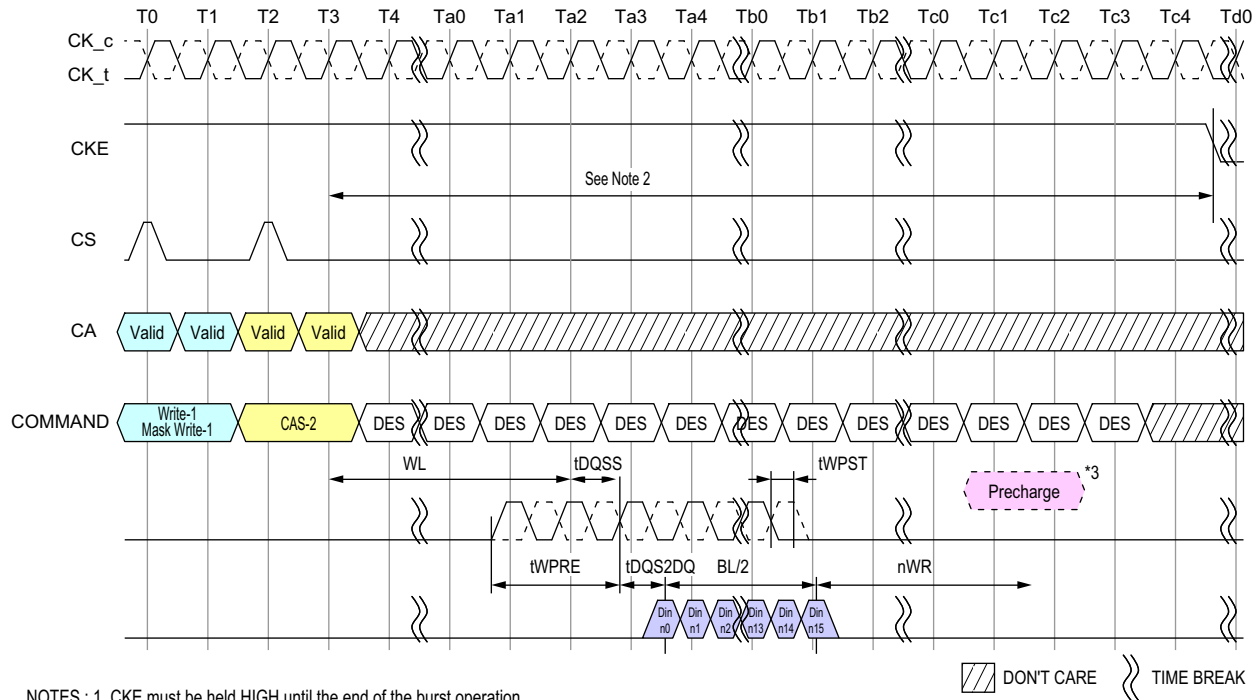 T0 T1 T2 T3 T4 Ta0 Ta1 Ta2 Ta3 Ta4 Tb0 Tb1 Tb2 Tc0 Tc1 Tc2 Tc3 Tc4 Td0
CK_c
CK_t
CKE
See Note 2
CS
CA Valid Valid Valid Valid
COMMAND Write-1 Mask Write-1 CAS-2 DES DES DES DES DES DES DES DES DES DES DES DES DES
WL tDQSS tWPST
Precharge *3
tWPRE tDQS2DQ BL/2 nWR
Din n0 Din n1 Din n2 Din n13 Din n14 Din n15
DON'T CARE TIME BREAK
NOTES : 1. CKE must be held HIGH until the end of the burst operation.